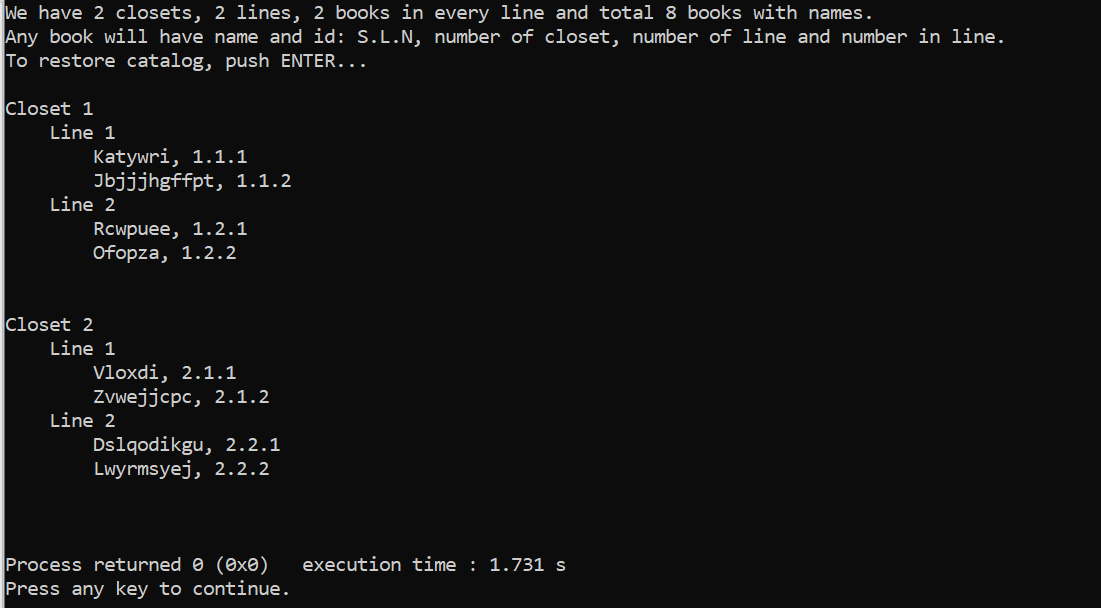 We have 2 closets, 2 lines, 2 books in every line and total 8 books with names.
Any book will have name and id: S.L.N, number of closet, number of line and number in line.
To restore catalog, push ENTER...

Closet 1
    Line 1
        Katywri, 1.1.1
        Jbjjjhgffpt, 1.1.2
    Line 2
        Rcwpuee, 1.2.1
        Ofopza, 1.2.2


Closet 2
    Line 1
        Vloxdi, 2.1.1
        Zvwejjcpc, 2.1.2
    Line 2
        Dslqodikgu, 2.2.1
        Lwyrmsyej, 2.2.2



Process returned 0 (0x0)   execution time : 1.731 s
Press any key to continue.